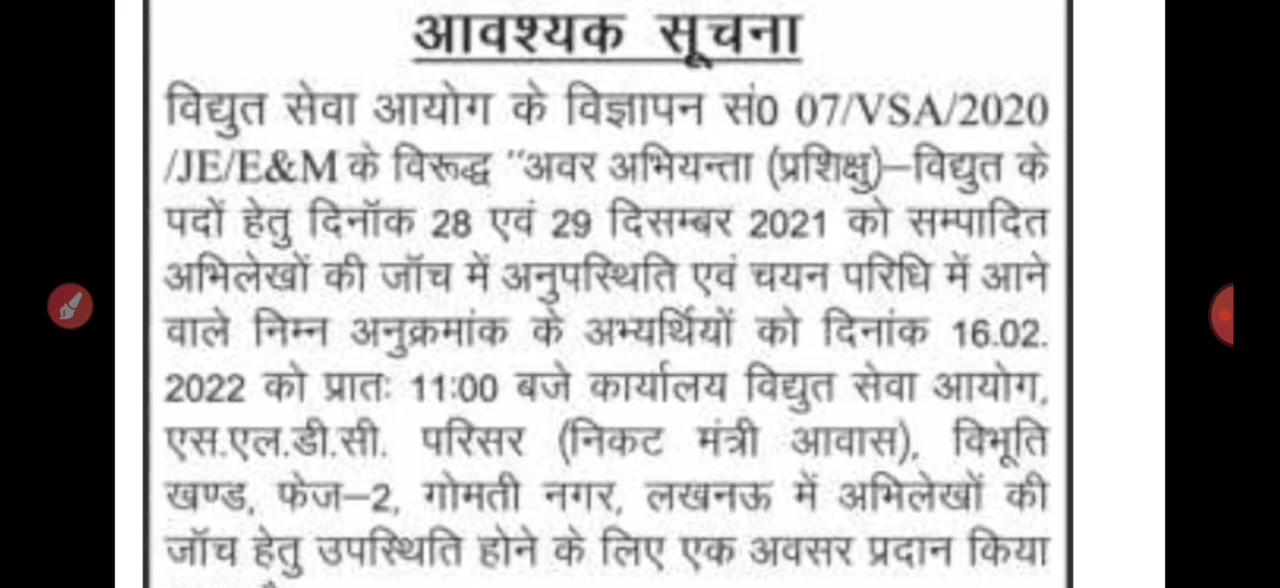 आवश्यक सूचना
विद्युत सेवा आयोग के विज्ञापन सं0 07/VSA/2020
/JE/E&M के विरूद्ध "अवर अभियन्ता (प्रशिक्षु)–विद्युत के
पदों हेतु दिनॉक 28 एवं 29 दिसम्बर 2021 को सम्पादित
अभिलेखों की जॉच में अनुपस्थिति एवं चयन परिधि में आने
वाले निम्न अनुक्रमांक के अभ्यर्थियों को दिनांक 16.02.
2022 को प्रातः 11:00 बजे कार्यालय विद्युत सेवा आयोग,
एस.एल.डी.सी. परिसर (निकट मंत्री आवास), विभूति
खण्ड, फेज–2, गोमती नगर, लखनऊ में अभिलेखों की
जॉच हेतु उपस्थिति होने के लिए एक अवसर प्रदान किया